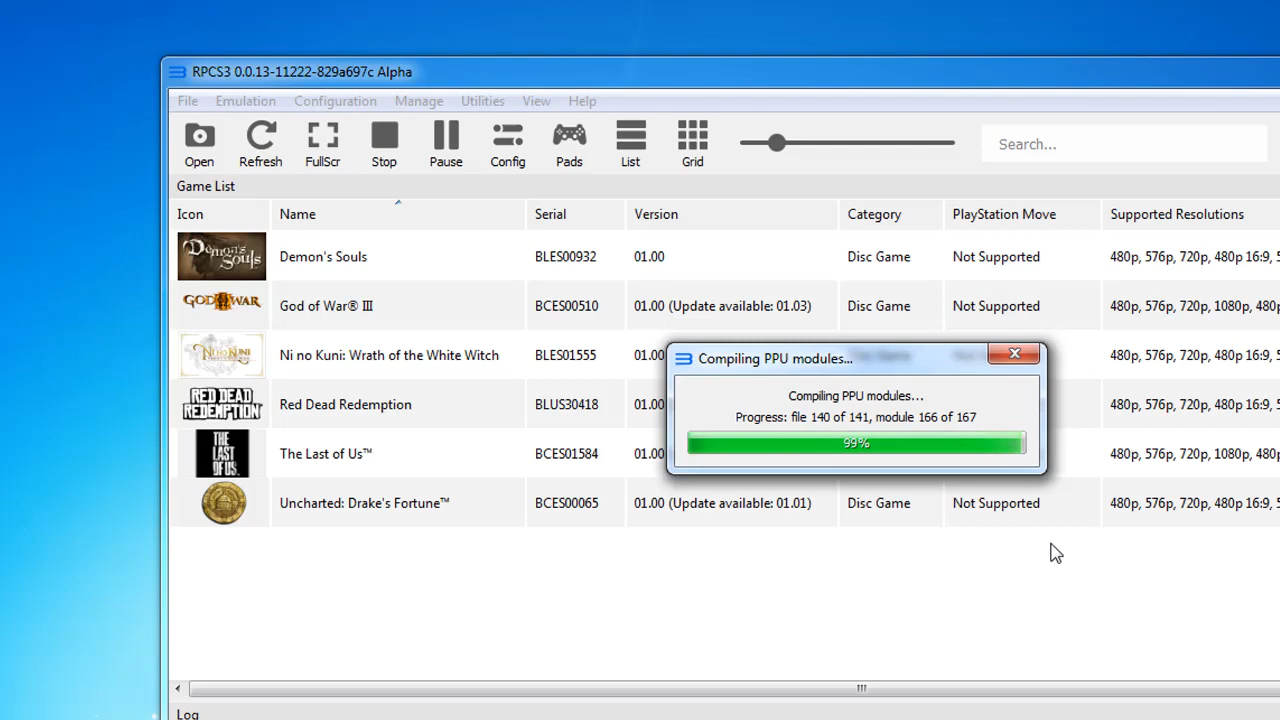 RPCS3 0.0.13-11222-829a697c Alpha
File Emulation Configuration Manage Utilities View Help
Open Refresh FullScr Stop Pause Config Pads List Grid Search...
Game List
Icon Name Serial Version Category PlayStation Move Supported Resolutions
Demon's Souls Demon's Souls BLES00932 01.00 Disc Game Not Supported 480p, 576p, 720p, 480p 16:9,
GOD OF WAR God of War® III BCES00510 01.00 (Update available: 01.03) Disc Game Not Supported 480p, 576p, 720p, 1080p, 480p
NI NO KUNI Ni no Kuni: Wrath of the White Witch BLES01555 01.00 480p, 576p, 720p, 480p 16:9,
RED DEAD REDEMPTION Red Dead Redemption BLUS30418 01.00 480p, 576p, 720p, 480p 16:9,
THE LAST OF US The Last of Us™ BCES01584 01.00 480p, 576p, 720p, 1080p, 480p
Uncharted: Drake's Fortune™ BCES00065 01.00 (Update available: 01.01) Disc Game Not Supported 480p, 576p, 720p, 480p 16:9,
Compiling PPU modules...
Compiling PPU modules...
Progress: file 140 of 141, module 166 of 167
99%
Log